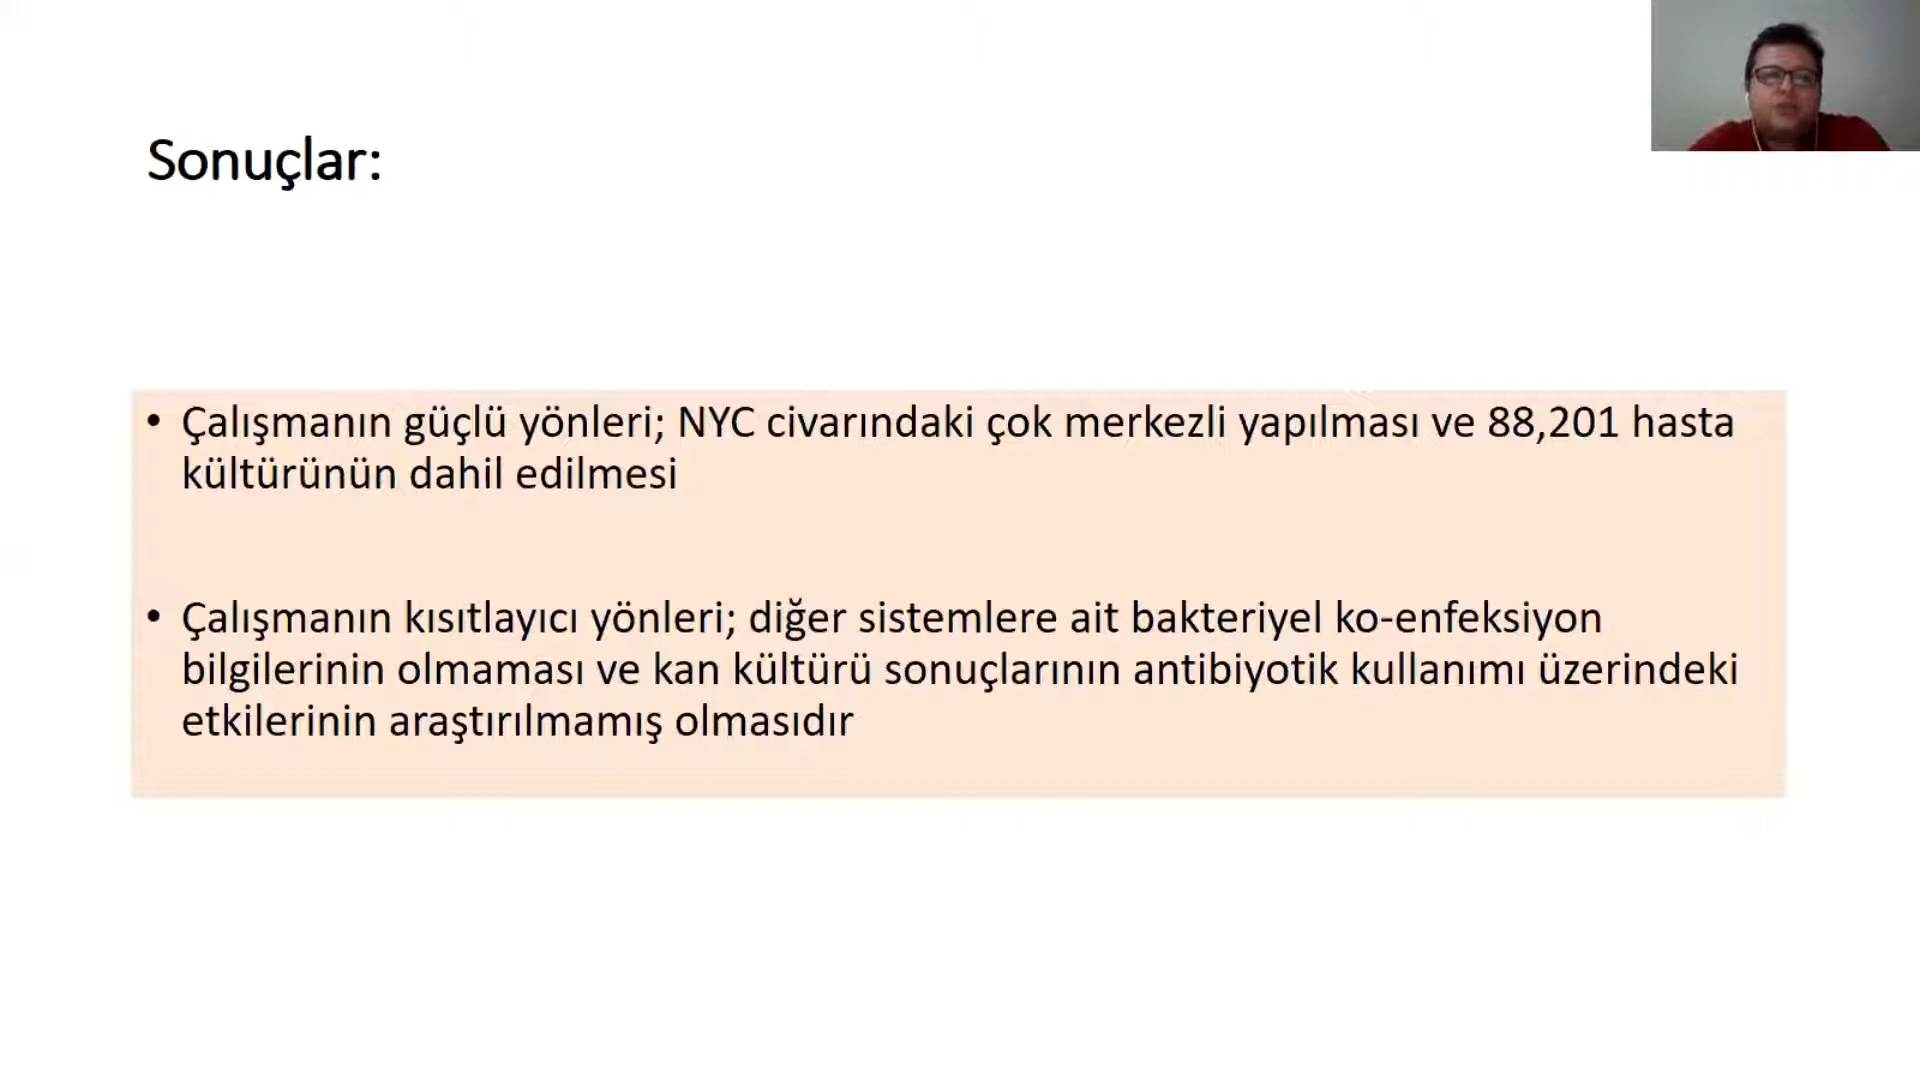 Sonuçlar:
• Çalışmanın güçlü yönleri; NYC civarındaki çok merkezli yapılması ve 88,201 hasta
kültürünün dahil edilmesi
• Çalışmanın kısıtlayıcı yönleri; diğer sistemlere ait bakteriyel ko-enfeksiyon
bilgilerinin olmaması ve kan kültürü sonuçlarının antibiyotik kullanımı üzerindeki
etkilerinin araştırılmamış olmasıdır